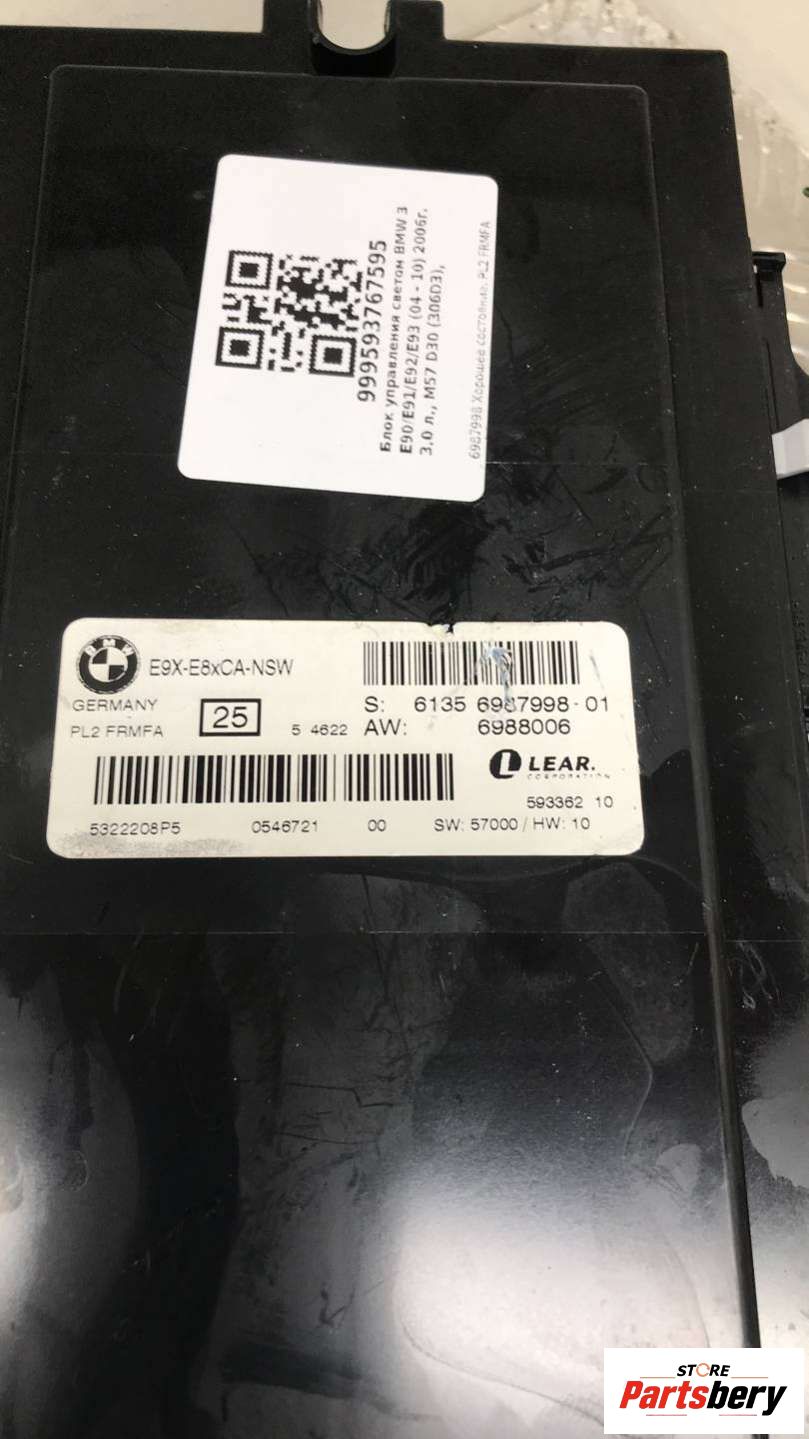 9995937675​95
Блок управления светом BMW 3
E90/E91/E92/E93 (04 - 10) 2006г.
3,0 л., M57 D30 (306D3),
6987998 Хорошее состояние. PL2 FRMFA
BMW
E9X-E8xCA-NSW
GERMANY
PL2 FRMFA
25
5 4622
S: 6135 6987998-01
AW: 6988006
LEAR.
CORPORATION
593362 10
5322208P5 0546721 00 SW: 57000 / HW: 10
STORE
Partsbery